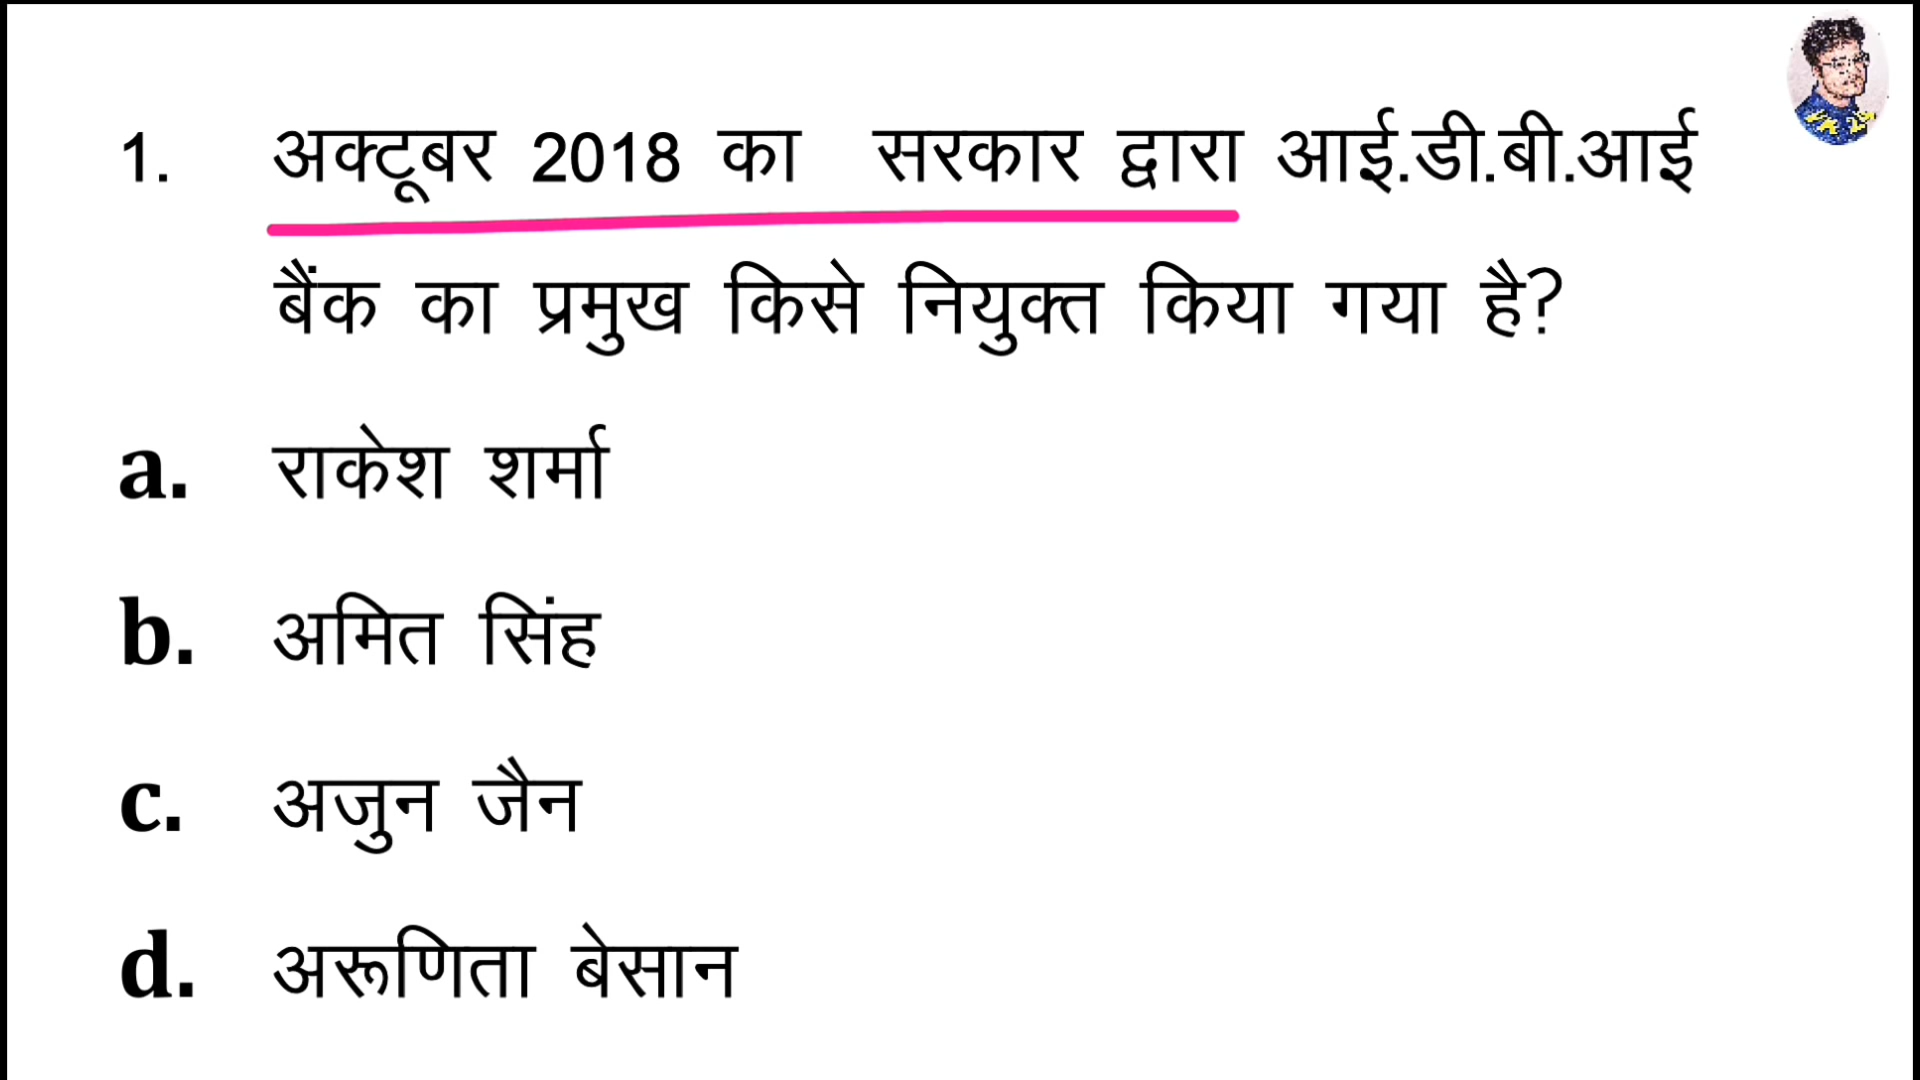 1. अक्टूबर 2018 का सरकार द्वारा आई.डी.बी.आई
बैंक का प्रमुख किसे नियुक्त किया गया है?
a. राकेश शर्मा
b. अमित सिंह
c. अजुन जैन
d. अरूणिता बेसान